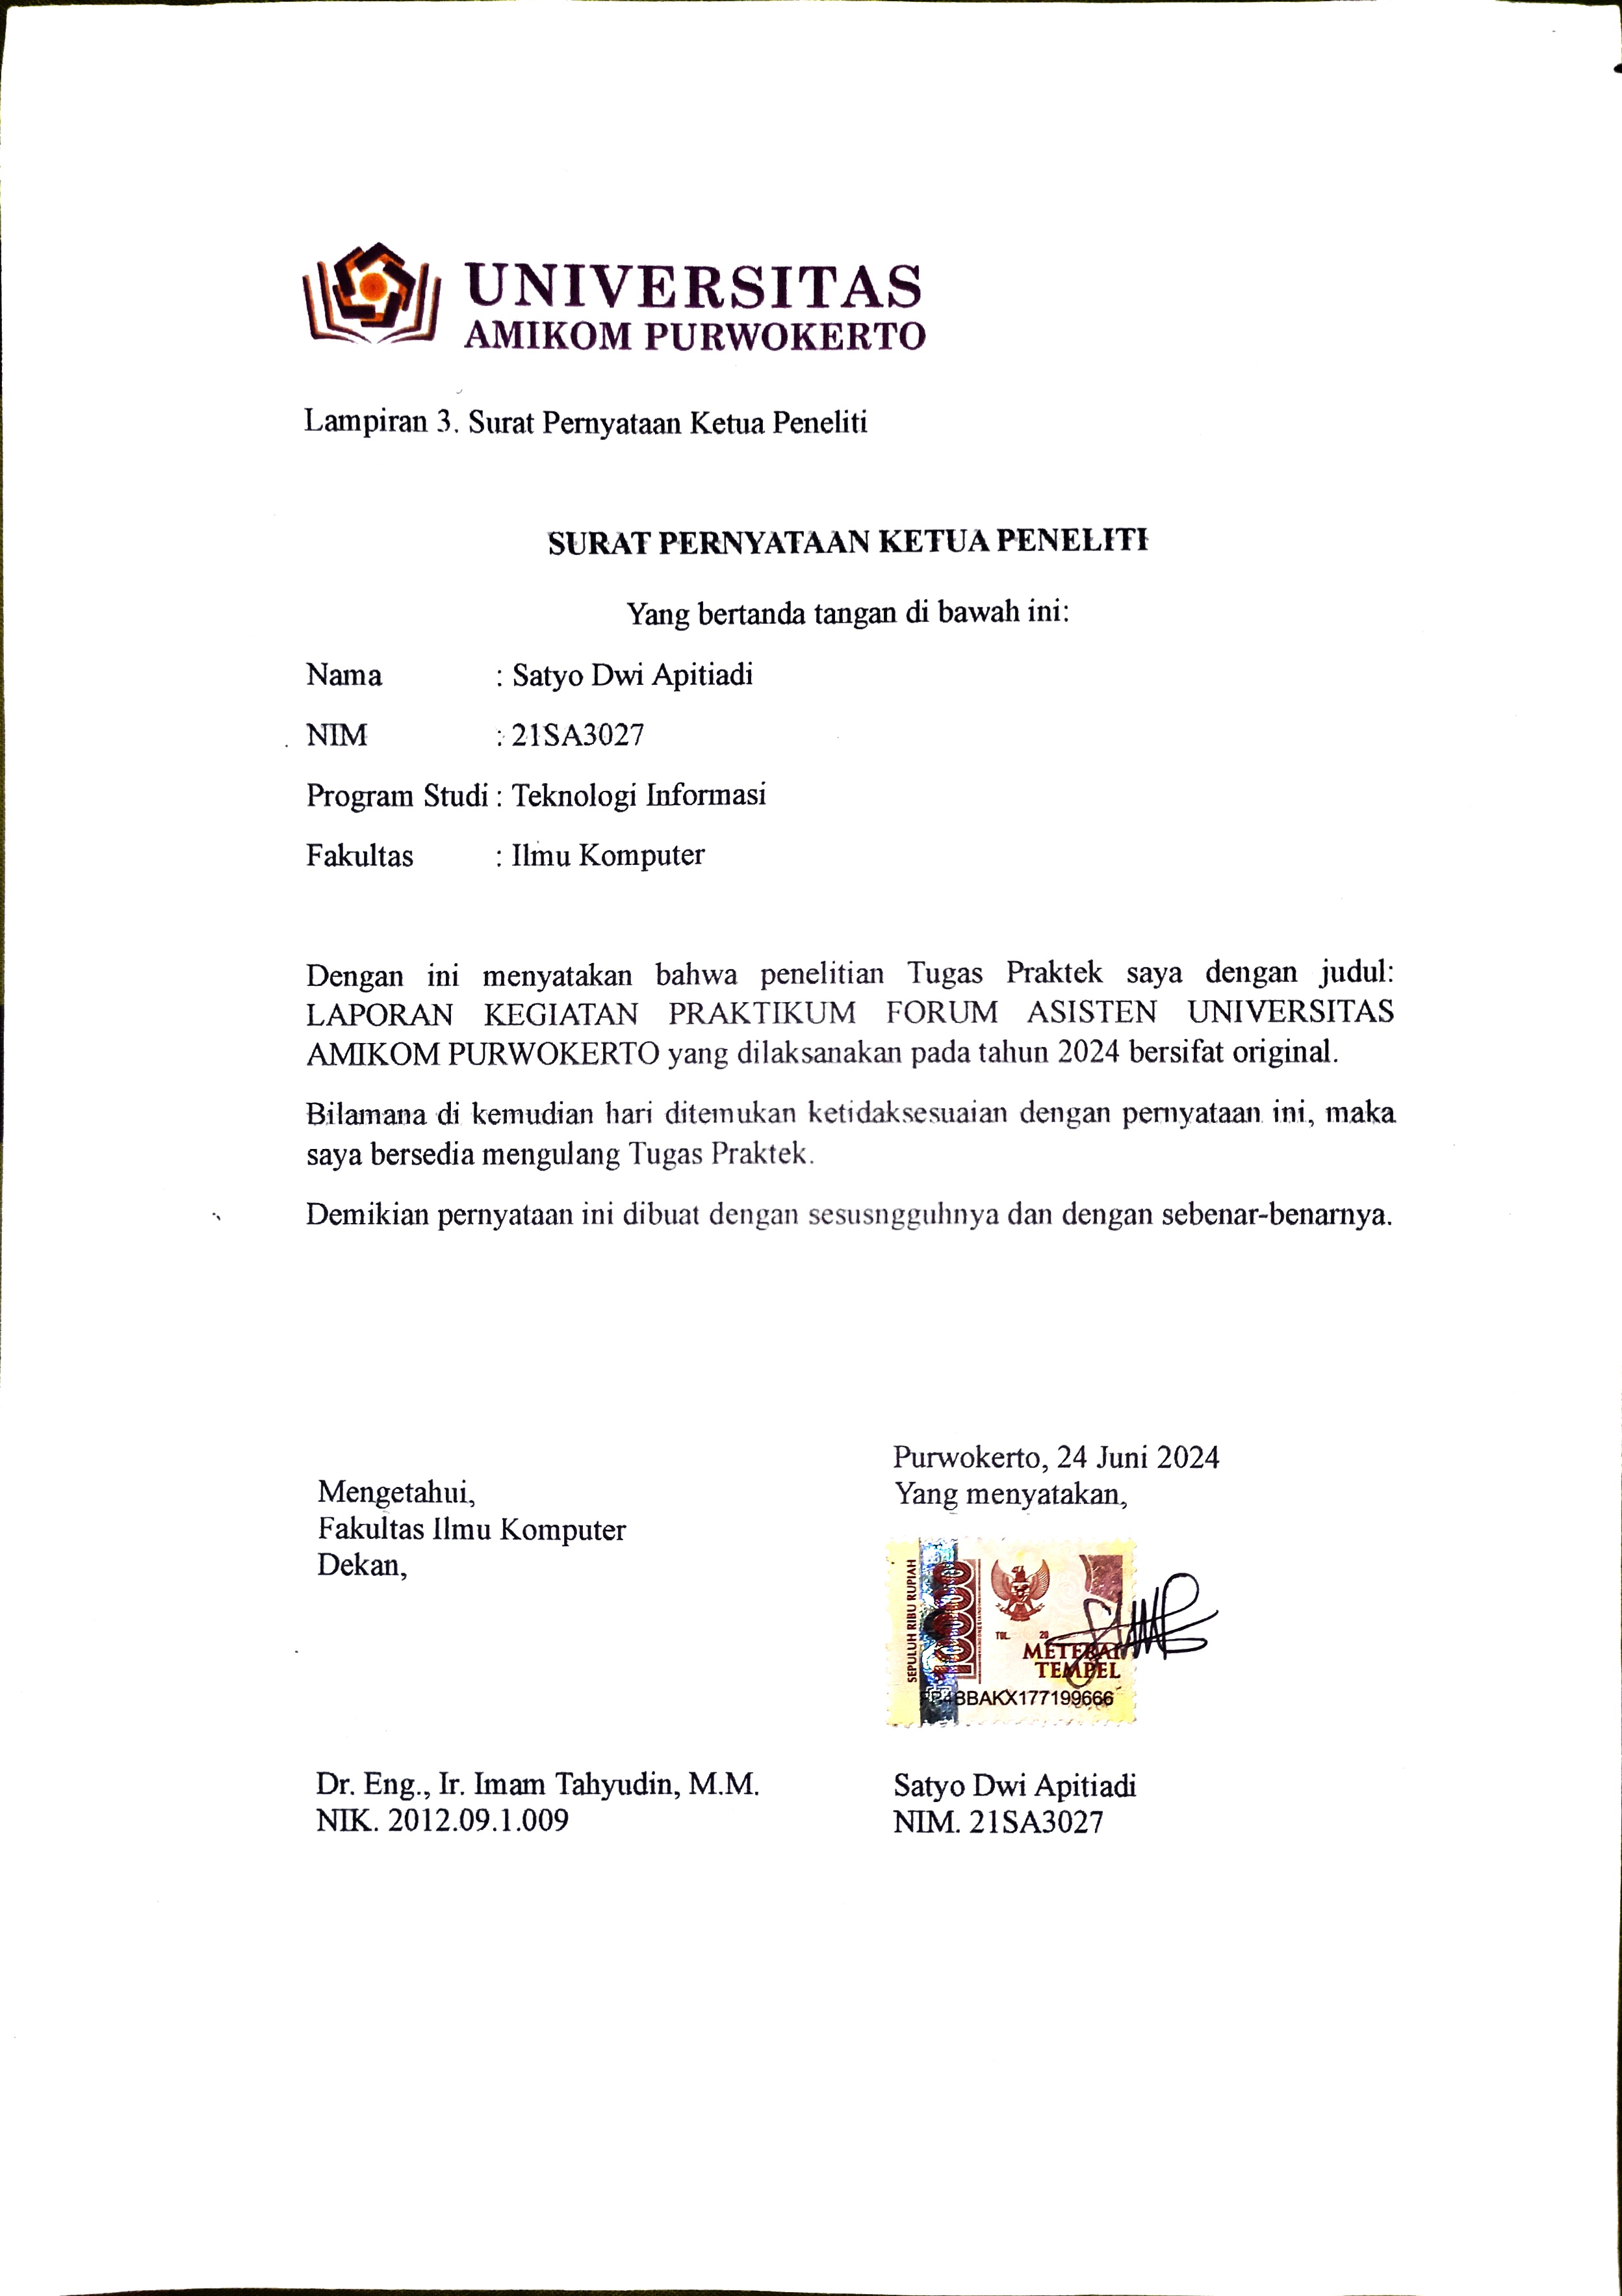 UNIVERSITAS
AMIKOM PURWOKERTO
Lampiran 3. Surat Pernyataan Ketua Peneliti
SURAT PERNYATAAN KETUA PENELITI
Yang bertanda tangan di bawah ini:
Nama : Satyo Dwi Apitiadi
NIM : 21SA3027
Program Studi : Teknologi Informasi
Fakultas : Ilmu Komputer
Dengan ini menyatakan bahwa penelitian Tugas Praktek saya dengan judul:
LAPORAN KEGIATAN PRAKTIKUM FORUM ASISTEN UNIVERSITAS
AMIKOM PURWOKERTO yang dilaksanakan pada tahun 2024 bersifat original.
Bilamana di kemudian hari ditemukan ketidaksesuaian dengan pernyataan ini, maka
saya bersedia mengulang Tugas Praktek.
Demikian pernyataan ini dibuat dengan sesusngguhnya dan dengan sebenar-benarnya.
Purwokerto, 24 Juni 2024
Mengetahui,
Yang menyatakan,
Fakultas Ilmu Komputer
Dekan,
SEPULUH RIBU RUPIAH
10000
TGL. 20
METERAI
TEMPEL
BBAKX177199666
Dr. Eng., Ir. Imam Tahyudin, M.M.
NIK. 2012.09.1.009
Satyo Dwi Apitiadi
NIM. 21SA3027